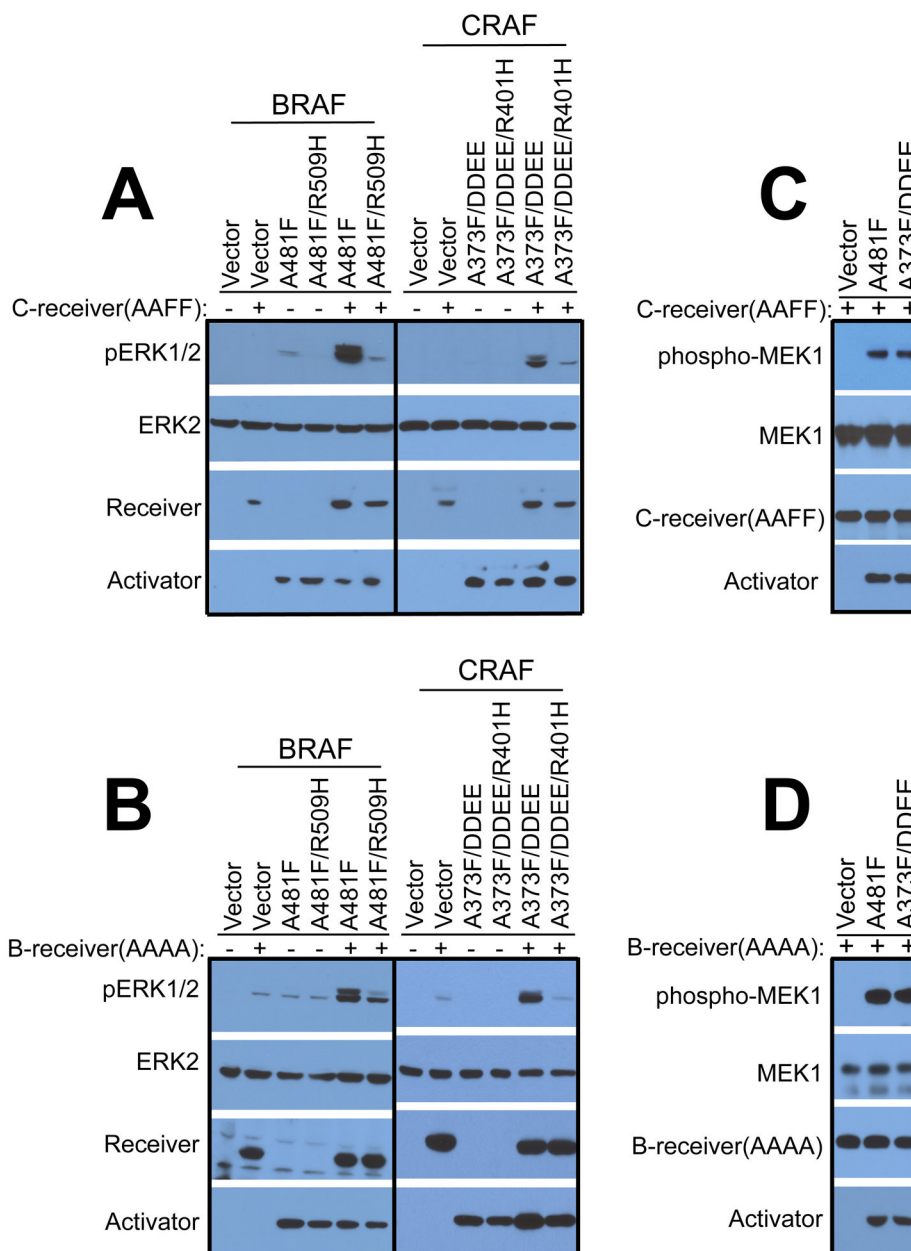 A
BRAF
CRAF
Vector
Vector
A481F
A481F/R509H
A481F
A481F/R509H
Vector
Vector
A373F/DDEE
A373F/DDEE/R401H
A373F/DDEE
A373F/DDEE/R401H
C-receiver(AAFF): - + - - + + - + - - + +
pERK1/2
ERK2
Receiver
Activator
C
Vector
A481F
A373F/DDEE
C-receiver(AAFF): + + +
phospho-MEK1
MEK1
C-receiver(AAFF)
Activator
B
BRAF
CRAF
Vector
Vector
A481F
A481F/R509H
A481F
A481F/R509H
Vector
Vector
A373F/DDEE
A373F/DDEE/R401H
A373F/DDEE
A373F/DDEE/R401H
B-receiver(AAAA): - + - - + + - + - - + +
pERK1/2
ERK2
Receiver
Activator
D
Vector
A481F
A373F/DDEE
B-receiver(AAAA): + + +
phospho-MEK1
MEK1
B-receiver(AAAA)
Activator